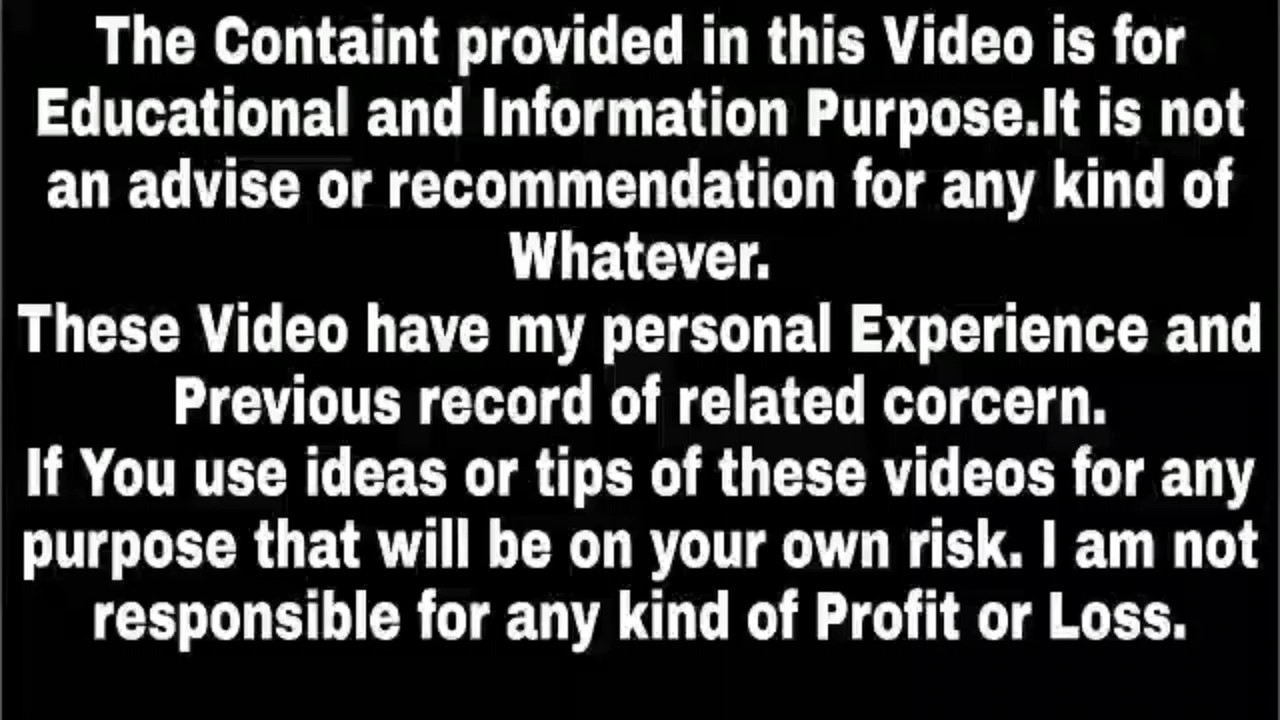 The Containt provided in this Video is for
Educational and Information Purpose.It is not
an advise or recommendation for any kind of
Whatever.
These Video have my personal Experience and
Previous record of related corcern.
If You use ideas or tips of these videos for any
purpose that will be on your own risk. I am not
responsible for any kind of Profit or Loss.